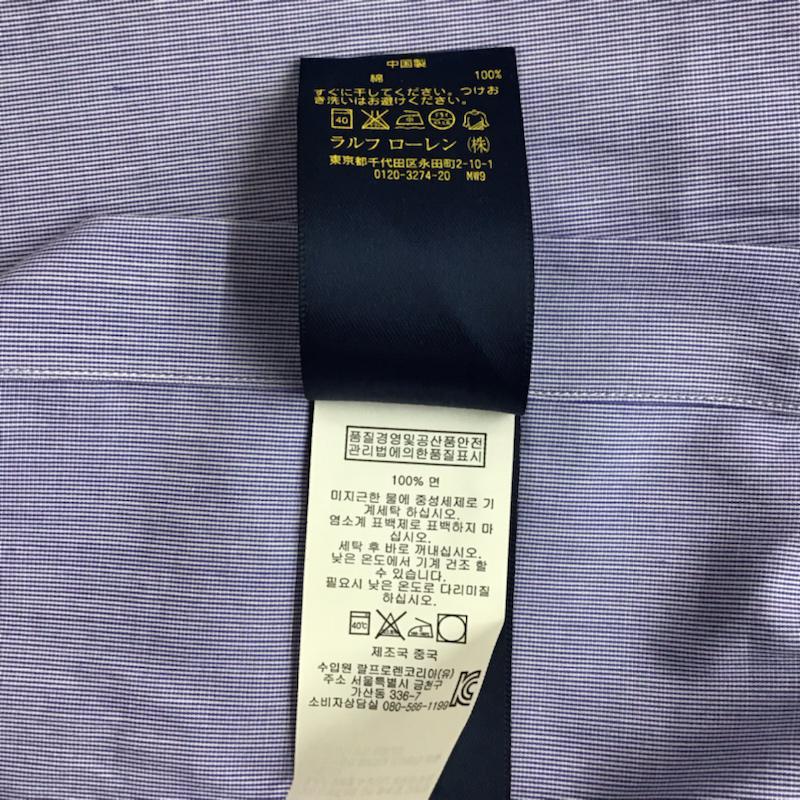 中国製
綿 100%
すぐに干してください。つけお
き洗いはお避けください。
40
ラルフ ローレン (株)
東京都千代田区永田町2-10-1
0120-3274-20 MW9
품질경영및공산품안전
관리법에의한품질표시
100% 면
미지근한 물에 중성세제로 기
계세탁 하십시오.
염소계 표백제로 표백하지 마
십시오.
세탁 후 바로 꺼내십시오.
낮은 온도에서 기계 건조 할
수 있습니다.
필요시 낮은 온도로 다리미질
하십시오.
40℃
제조국 중국
수입원 랄프로렌코리아(유)
주소 서울특별시 금천구
가산동 336-7
소비자상담실 080-566-1199